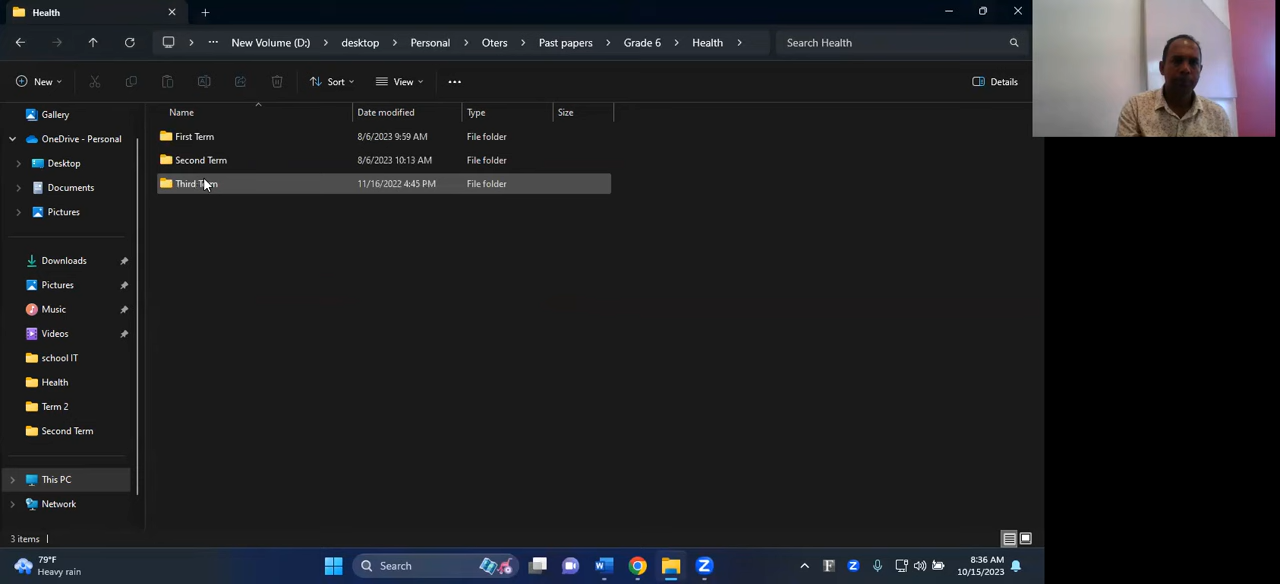 Health
New Volume (D:) desktop Personal Oters Past papers Grade 6 Health
Search Health
New Sort View Details
Name Date modified Type Size
First Term 8/6/2023 9:59 AM File folder
Second Term 8/6/2023 10:13 AM File folder
Third Term 11/16/2022 4:45 PM File folder
Gallery
OneDrive - Personal
Desktop
Documents
Pictures
Downloads
Pictures
Music
Videos
school IT
Health
Term 2
Second Term
This PC
Network
3 items
79°F
Heavy rain
Search
8:36 AM
10/15/2023